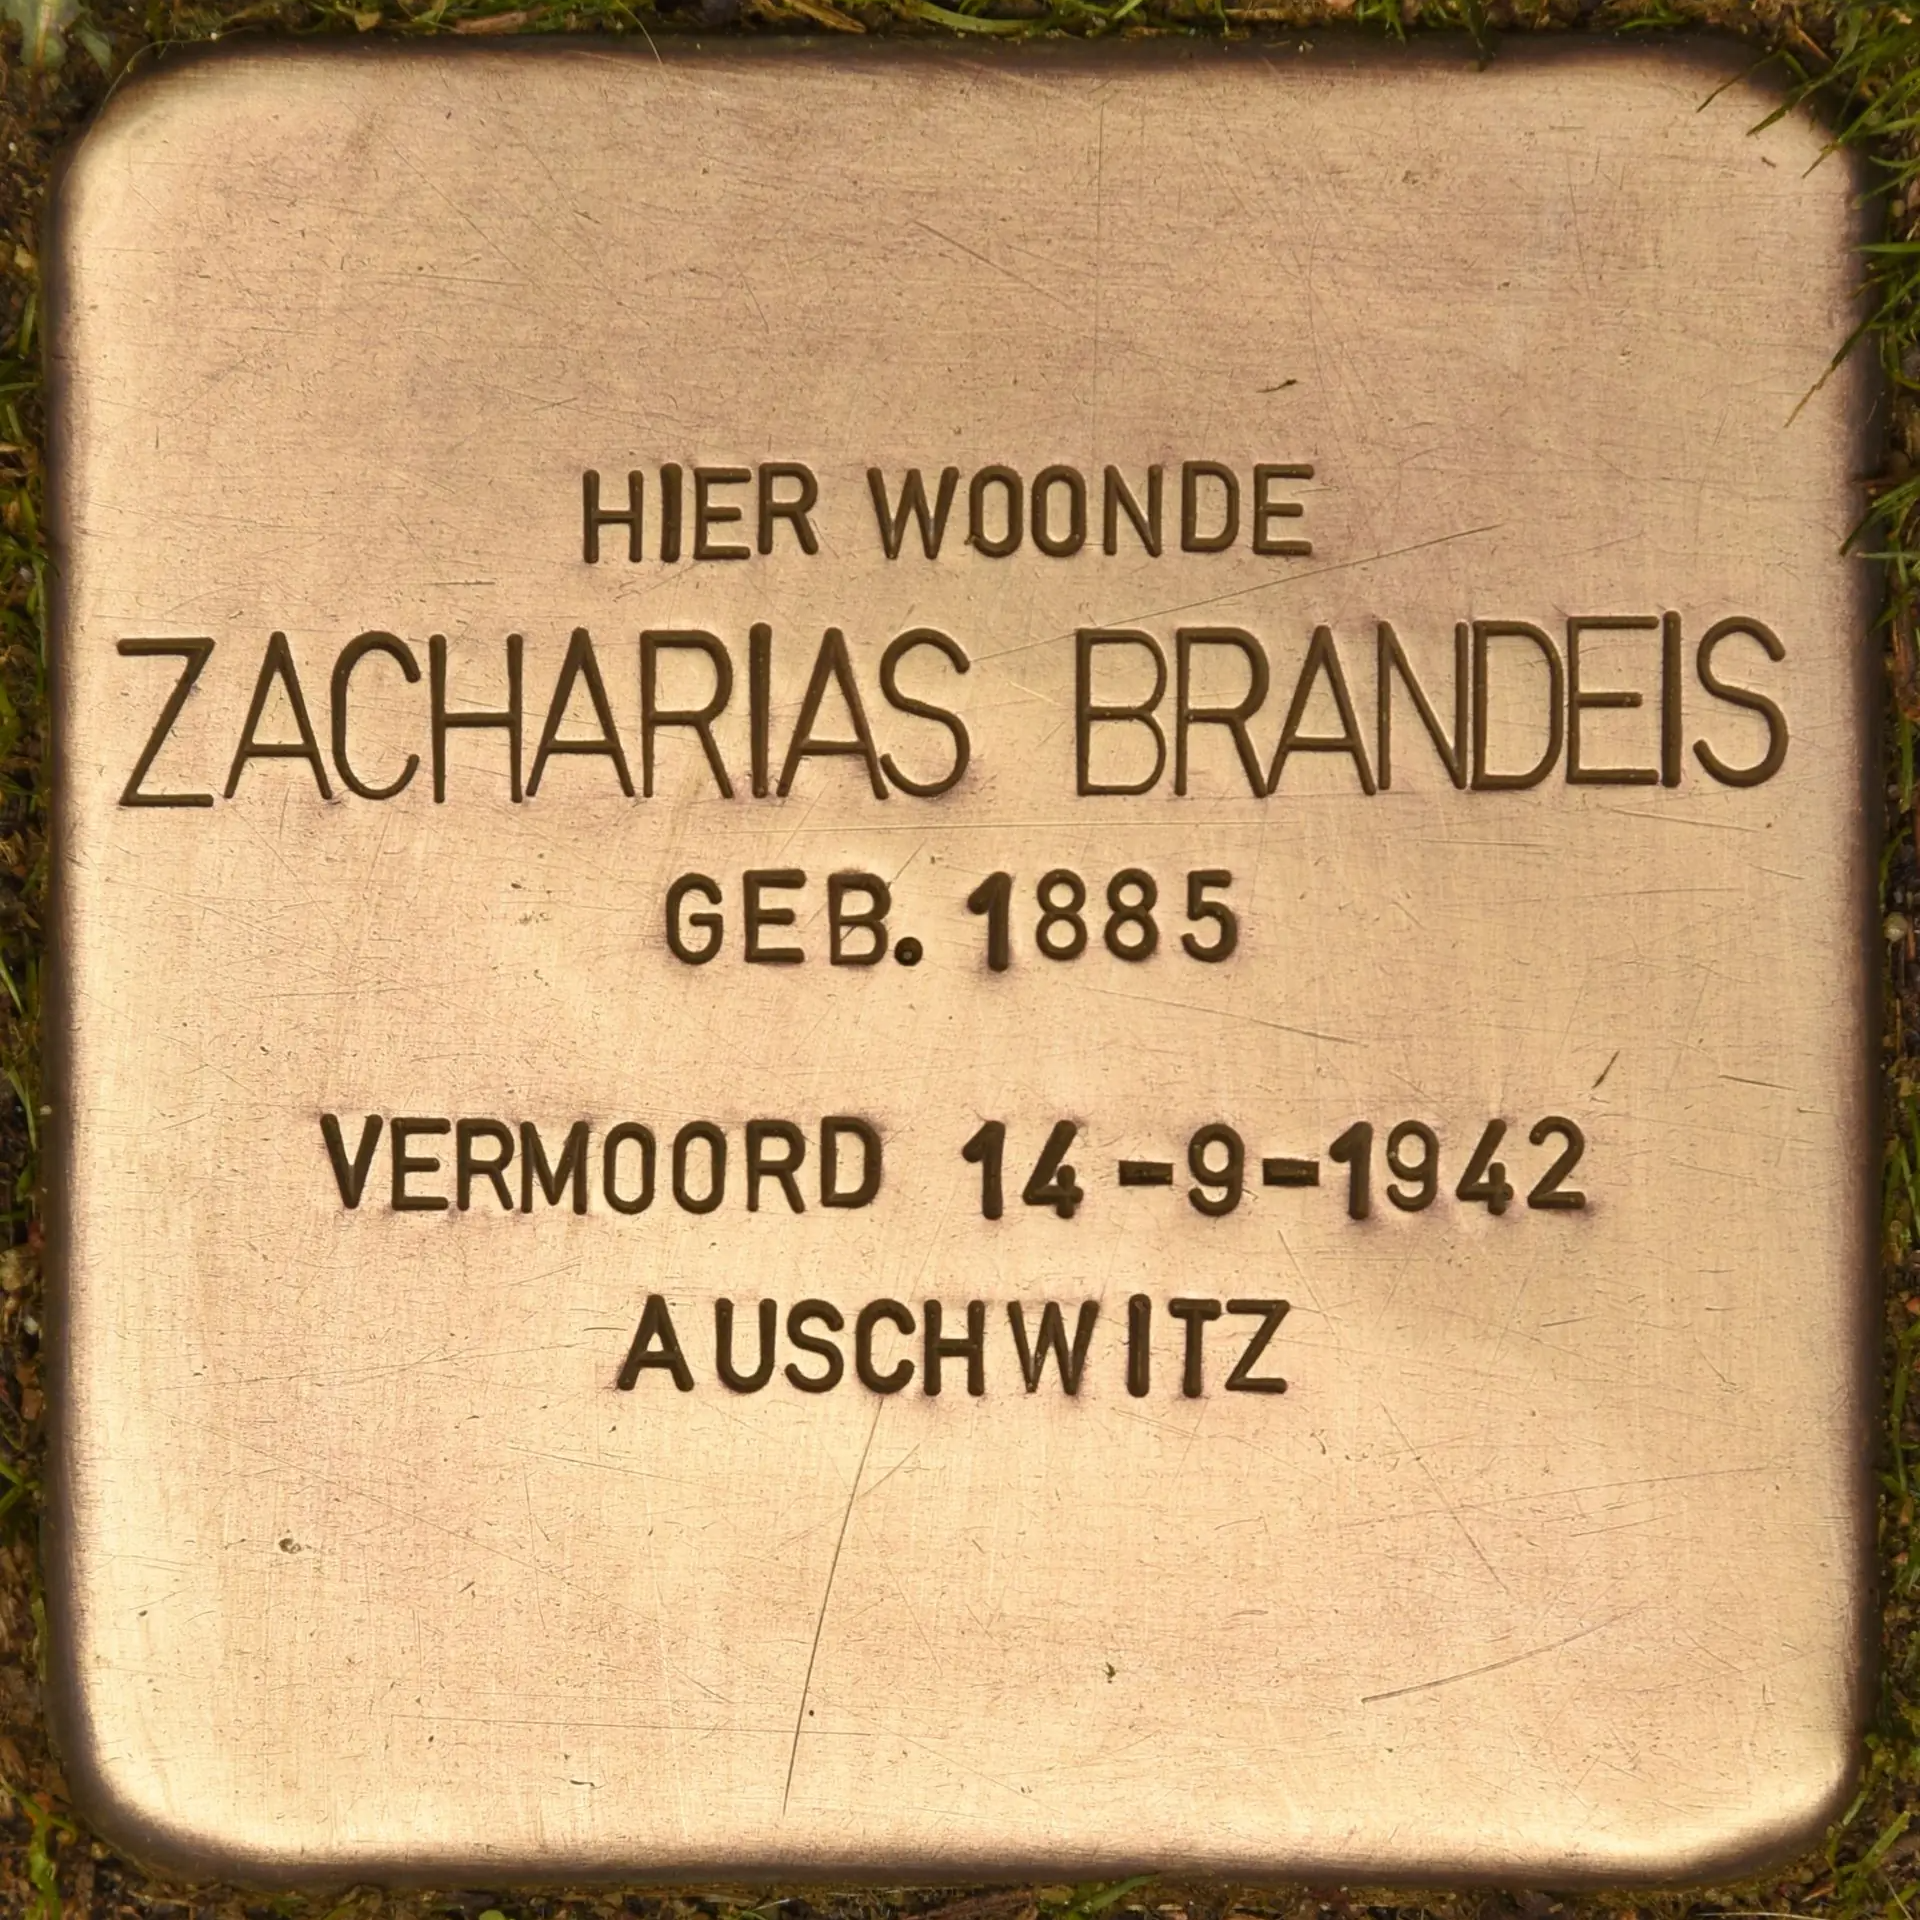 HIER WOONDE
ZACHARIAS BRANDEIS
GEB. 1885
VERMOORD 14-9-1942
AUSCHWITZ